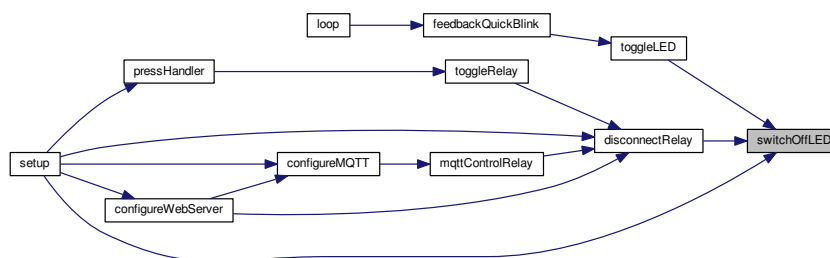 loop
feedbackQuickBlink
toggleLED
pressHandler
toggleRelay
setup
configureMQTT
mqttControlRelay
disconnectRelay
switchOffLED
configureWebServer